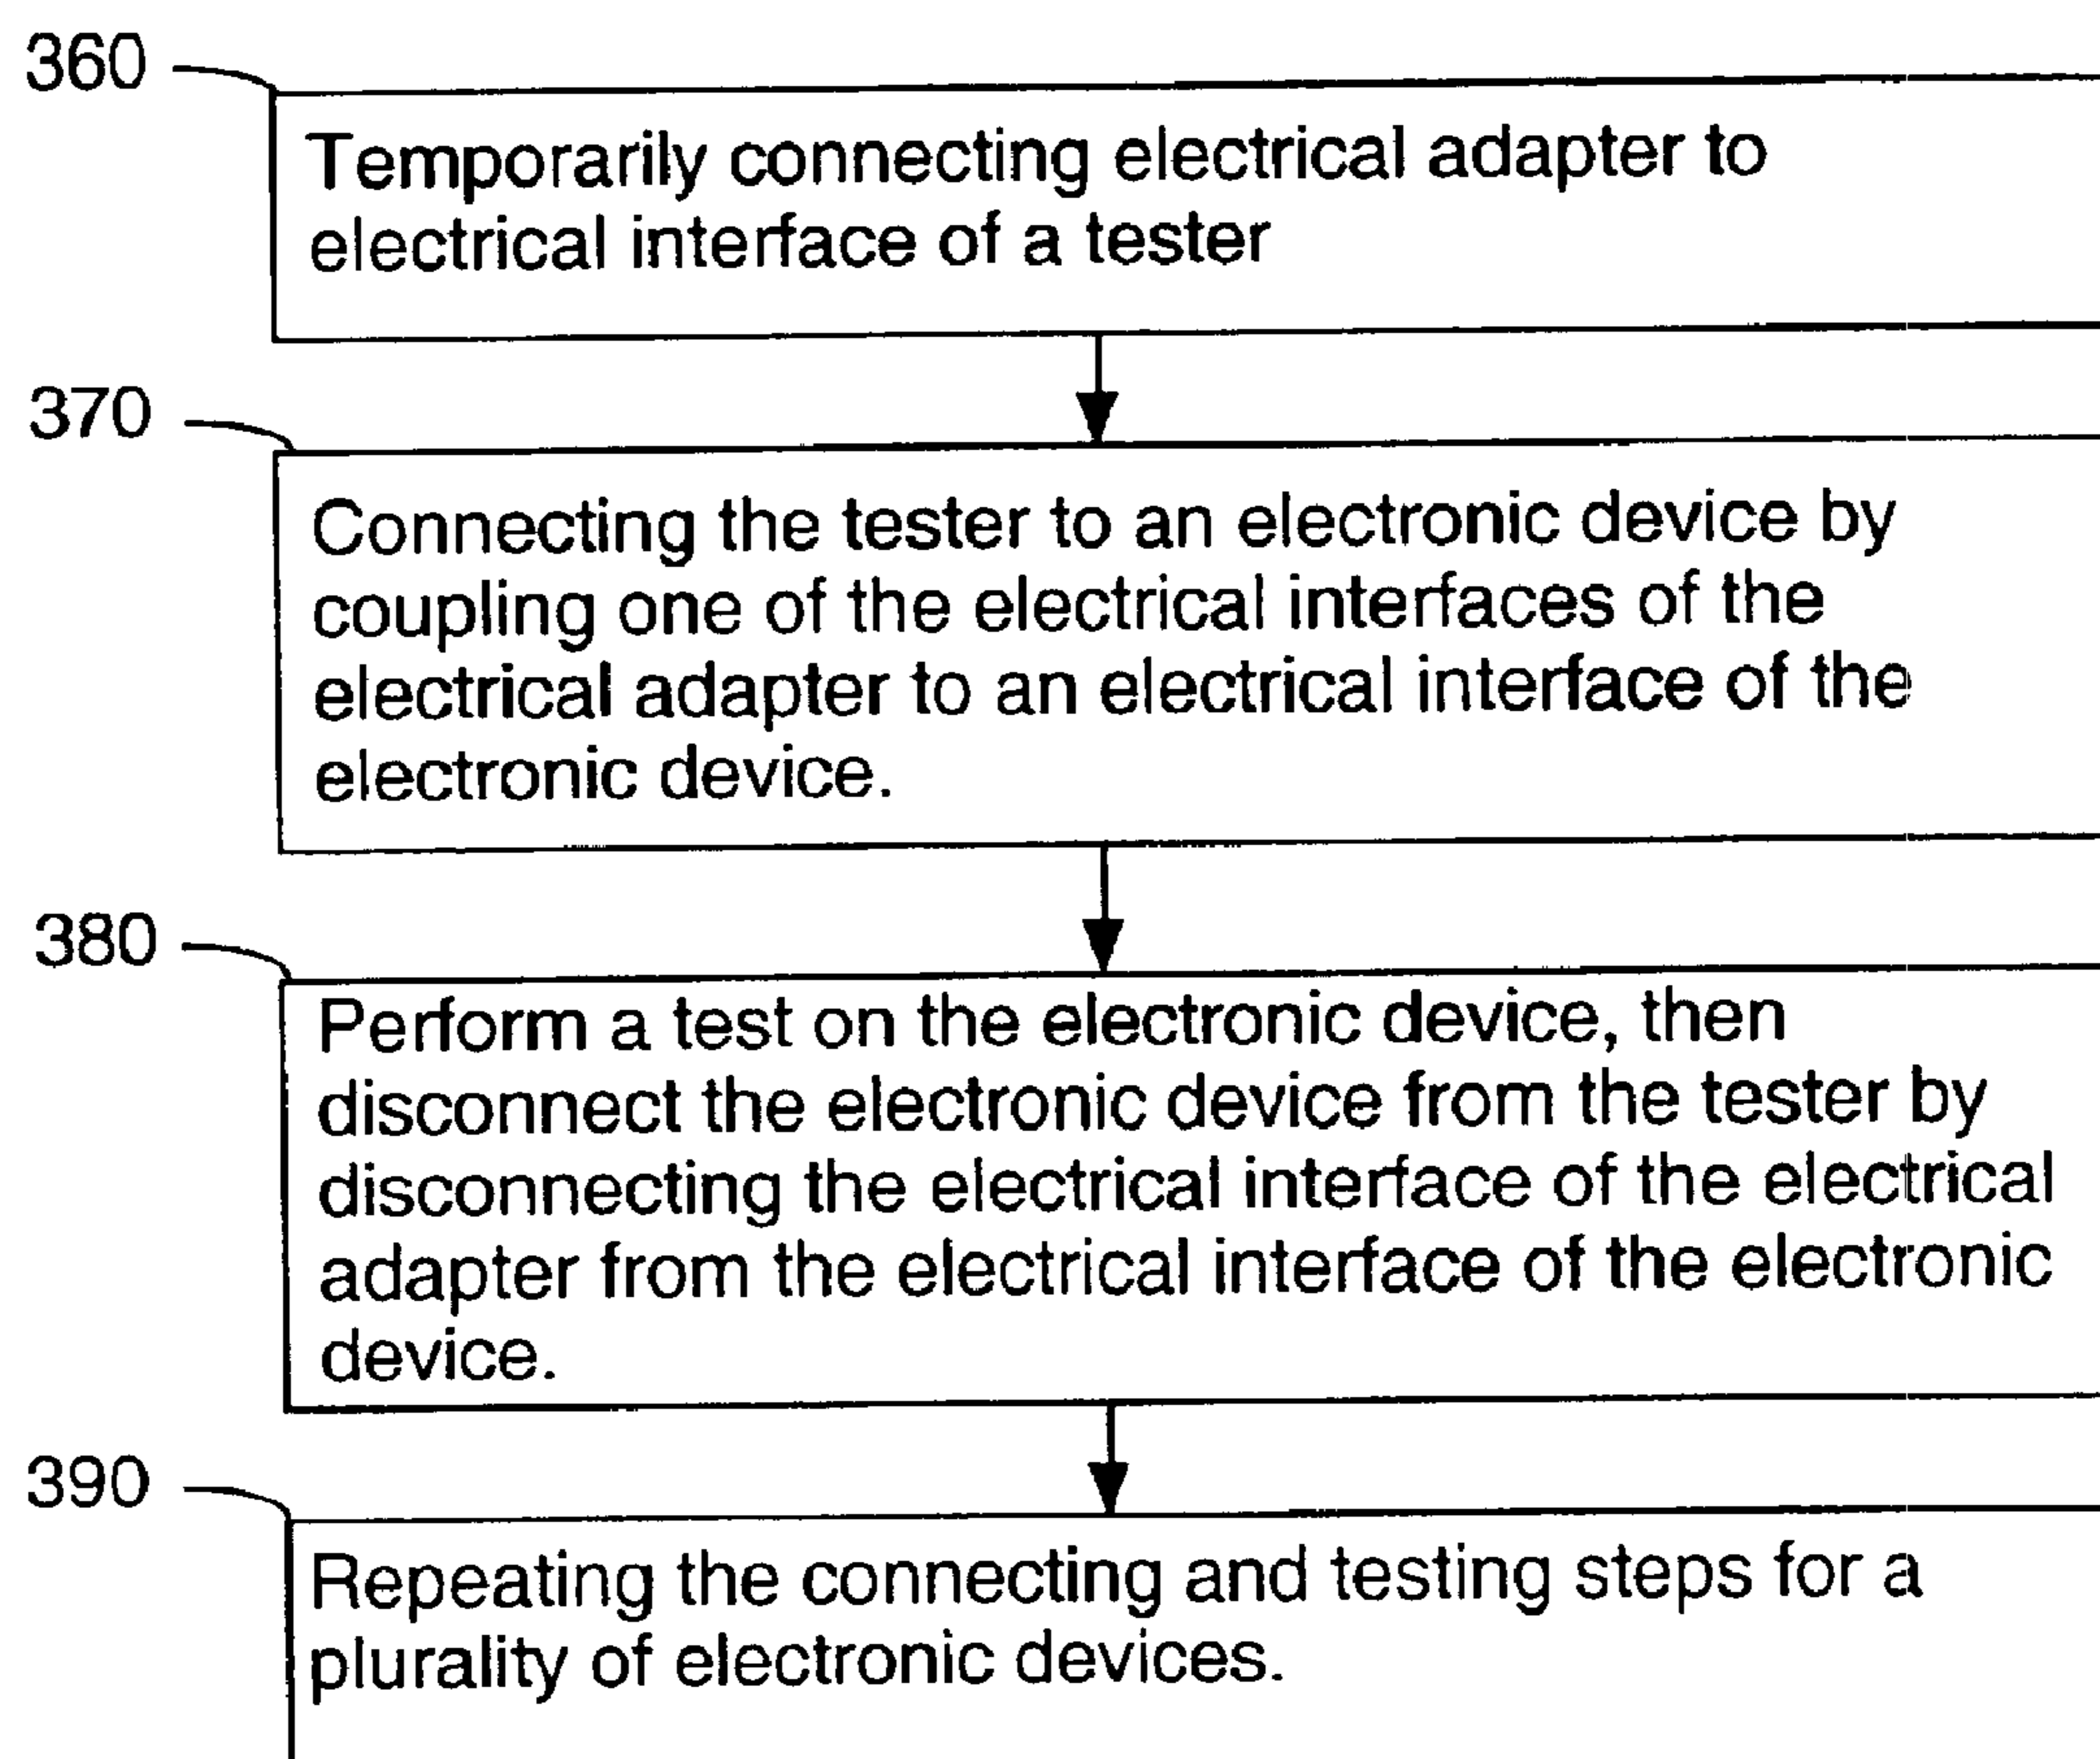 360
Temporarily connecting electrical adapter to
electrical interface of a tester
370
Connecting the tester to an electronic device by
coupling one of the electrical interfaces of the
electrical adapter to an electrical interface of the
electronic device.
380
Perform a test on the electronic device, then
disconnect the electronic device from the tester by
disconnecting the electrical interface of the electrical
adapter from the electrical interface of the electronic
device.
390
Repeating the connecting and testing steps for a
plurality of electronic devices.